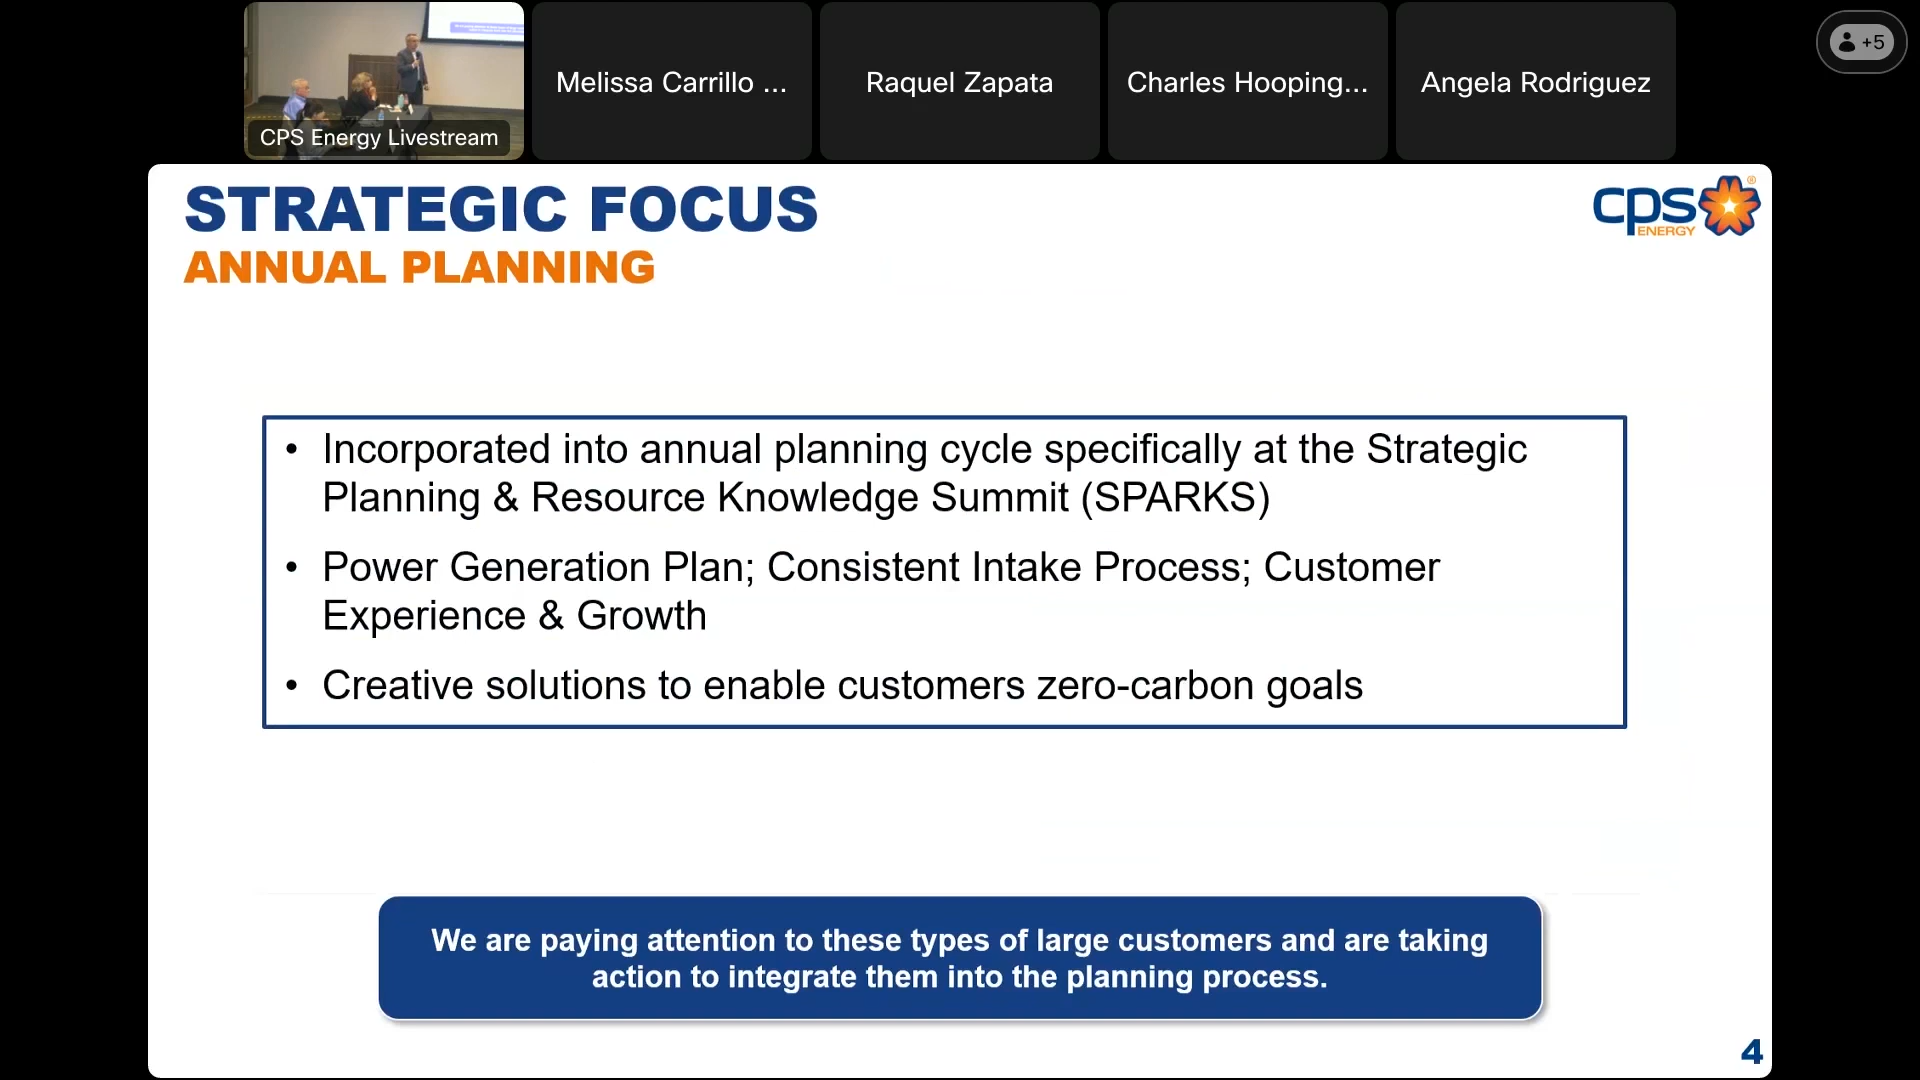 CPS Energy Livestream
Melissa Carrillo ...
Raquel Zapata
Charles Hooping...
Angela Rodriguez
+5
STRATEGIC FOCUS
ANNUAL PLANNING
cps
ENERGY
®
• Incorporated into annual planning cycle specifically at the Strategic
Planning & Resource Knowledge Summit (SPARKS)
• Power Generation Plan; Consistent Intake Process; Customer
Experience & Growth
• Creative solutions to enable customers zero-carbon goals
We are paying attention to these types of large customers and are taking
action to integrate them into the planning process.
4